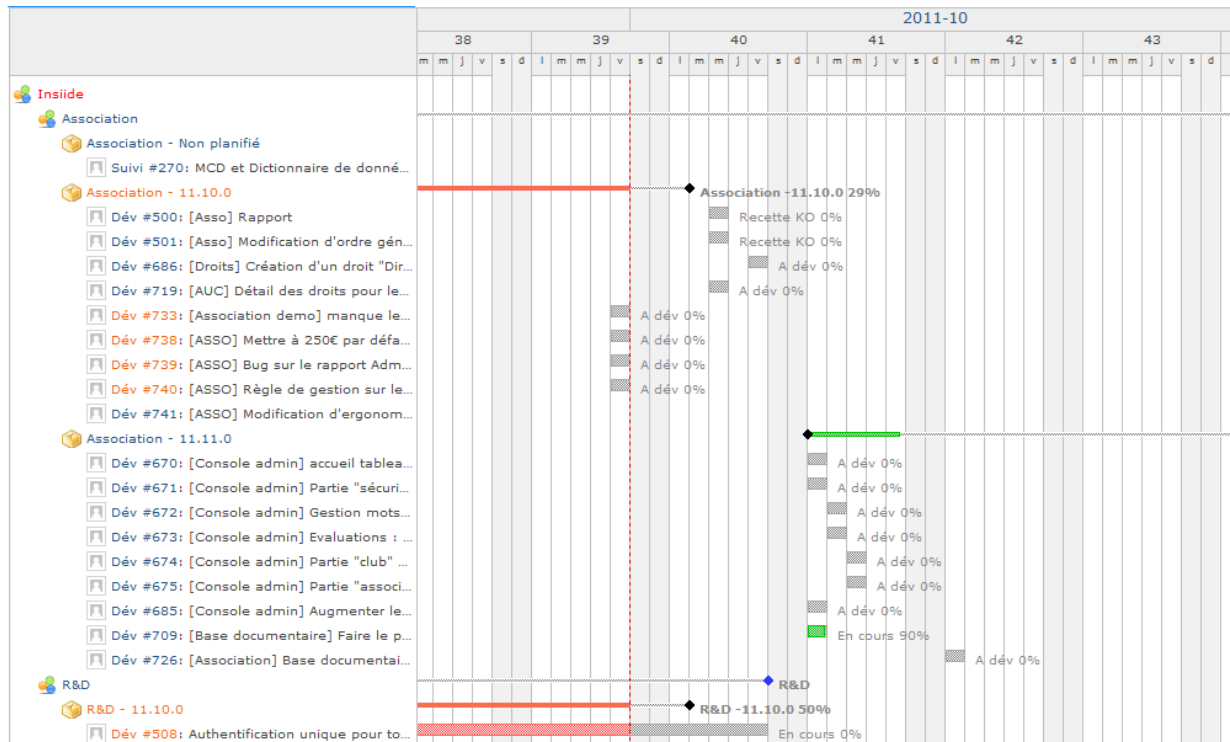 2011-10
38 39 40 41 42 43
m m j v s d l m m j v s d l m m j v s d l m m j v s d l m m j v s d l m m j v s d
Insiide
Association
Association - Non planifié
Suivi #270: MCD et Dictionnaire de donné...
Association - 11.10.0 Association -11.10.0 29%
Dév #500: [Asso] Rapport Recette KO 0%
Dév #501: [Asso] Modification d'ordre gén... Recette KO 0%
Dév #686: [Droits] Création d'un droit "Dir... A dév 0%
Dév #719: [AUC] Détail des droits pour le... A dév 0%
Dév #733: [Association demo] manque le... A dév 0%
Dév #738: [ASSO] Mettre à 250€ par défa... A dév 0%
Dév #739: [ASSO] Bug sur le rapport Adm... A dév 0%
Dév #740: [ASSO] Règle de gestion sur le... A dév 0%
Dév #741: [ASSO] Modification d'ergonom...
Association - 11.11.0
Dév #670: [Console admin] accueil tablea... A dév 0%
Dév #671: [Console admin] Partie "sécuri... A dév 0%
Dév #672: [Console admin] Gestion mots... A dév 0%
Dév #673: [Console admin] Evaluations : ... A dév 0%
Dév #674: [Console admin] Partie "club" ... A dév 0%
Dév #675: [Console admin] Partie "associ... A dév 0%
Dév #685: [Console admin] Augmenter le... A dév 0%
Dév #709: [Base documentaire] Faire le p... En cours 90%
Dév #726: [Association] Base documentai... A dév 0%
R&D R&D
R&D - 11.10.0 R&D -11.10.0 50%
Dév #508: Authentification unique pour to... En cours 0%